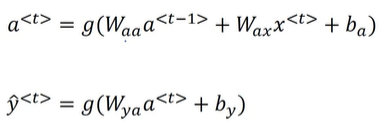 a<t> = g(Waaa<t−1> + Waxx<t> + ba)
ŷ<t> = g(Wyaa<t> + by)